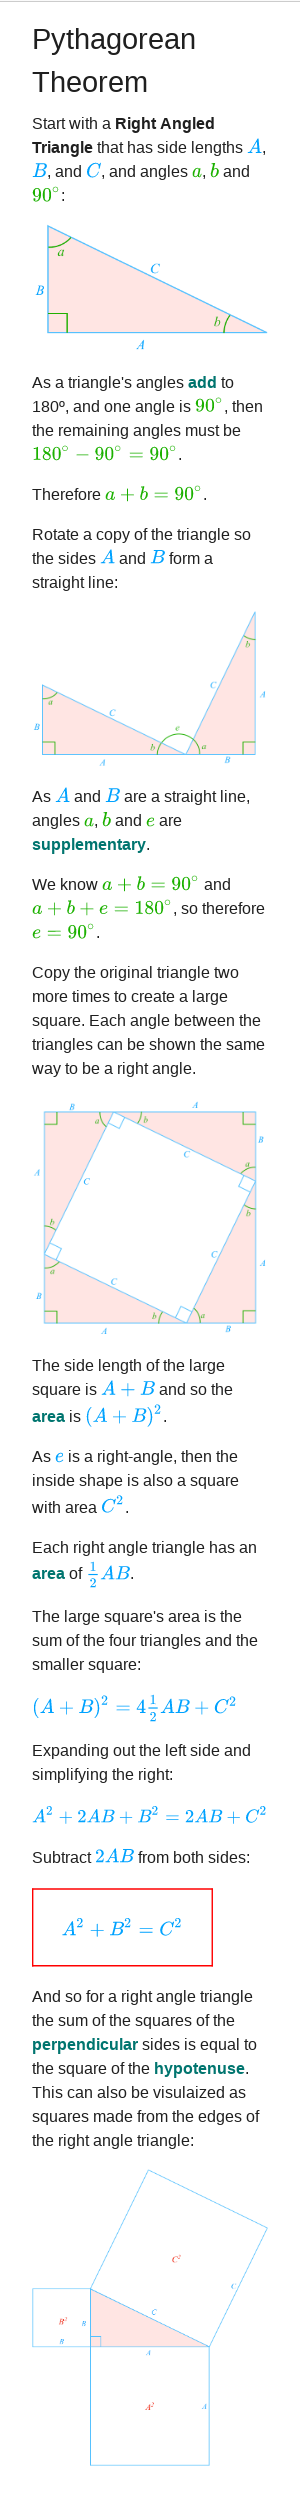 Pythagorean
Theorem
Start with a Right Angled
Triangle that has side lengths A,
B, and C, and angles a, b and
90°:
a
C
B
b
A
As a triangle's angles add to
180º, and one angle is 90°, then
the remaining angles must be
180° − 90° = 90°.
Therefore a + b = 90°.
Rotate a copy of the triangle so
the sides A and B form a
straight line:
b
C
A
a
C
B
e
b
a
A
B
As A and B are a straight line,
angles a, b and e are
supplementary.
We know a + b = 90° and
a + b + e = 180°, so therefore
e = 90°.
Copy the original triangle two
more times to create a large
square. Each angle between the
triangles can be shown the same
way to be a right angle.
B
A
a
b
B
C
A
a
C
b
b
C
A
a
C
B
b
a
A
B
The side length of the large
square is A + B and so the
area is (A + B)².
As e is a right-angle, then the
inside shape is also a square
with area C².
Each right angle triangle has an
area of ½AB.
The large square's area is the
sum of the four triangles and the
smaller square:
(A + B)² = 4½AB + C²
Expanding out the left side and
simplifying the right:
A² + 2AB + B² = 2AB + C²
Subtract 2AB from both sides:
A² + B² = C²
And so for a right angle triangle
the sum of the squares of the
perpendicular sides is equal to
the square of the hypotenuse.
This can also be visulaized as
squares made from the edges of
the right angle triangle:
C²
C
C
B²
B
B
A
A²
A